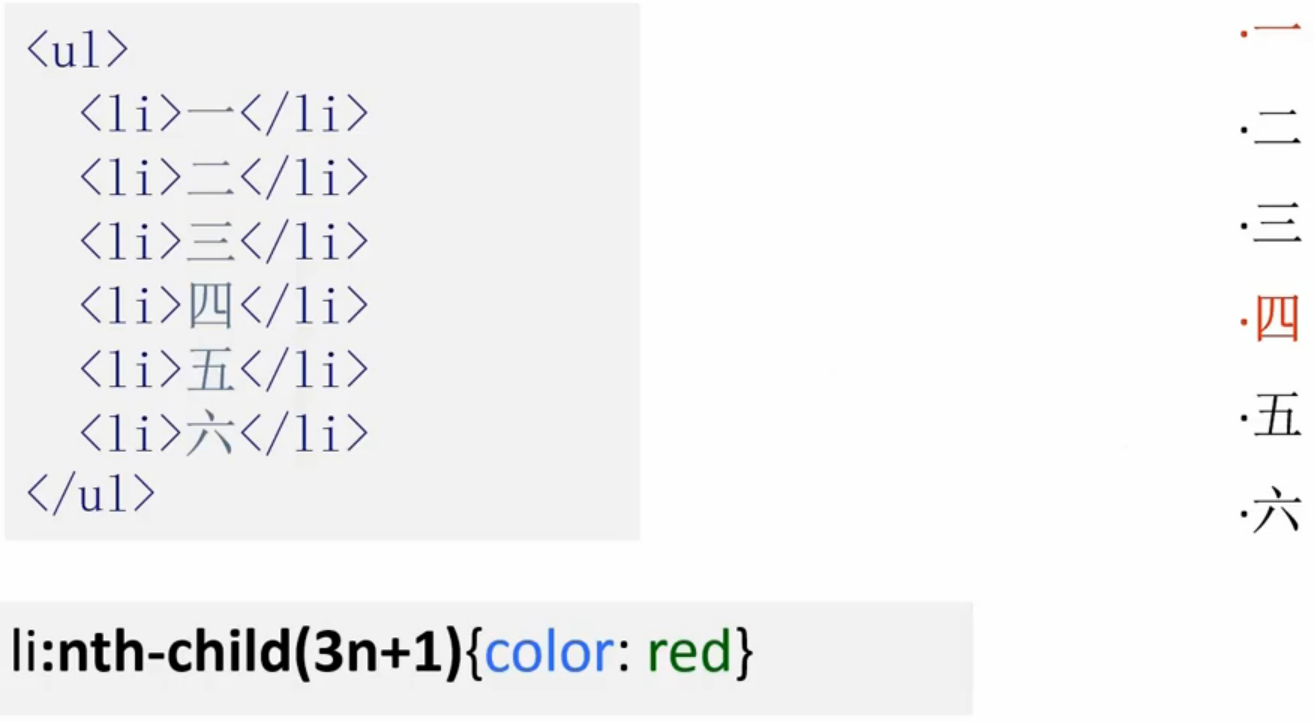 <ul>
<li>一</li>
<li>二</li>
<li>三</li>
<li>四</li>
<li>五</li>
<li>六</li>
</ul>
·一
·二
·三
·四
·五
·六
li:nth-child(3n+1){color: red}